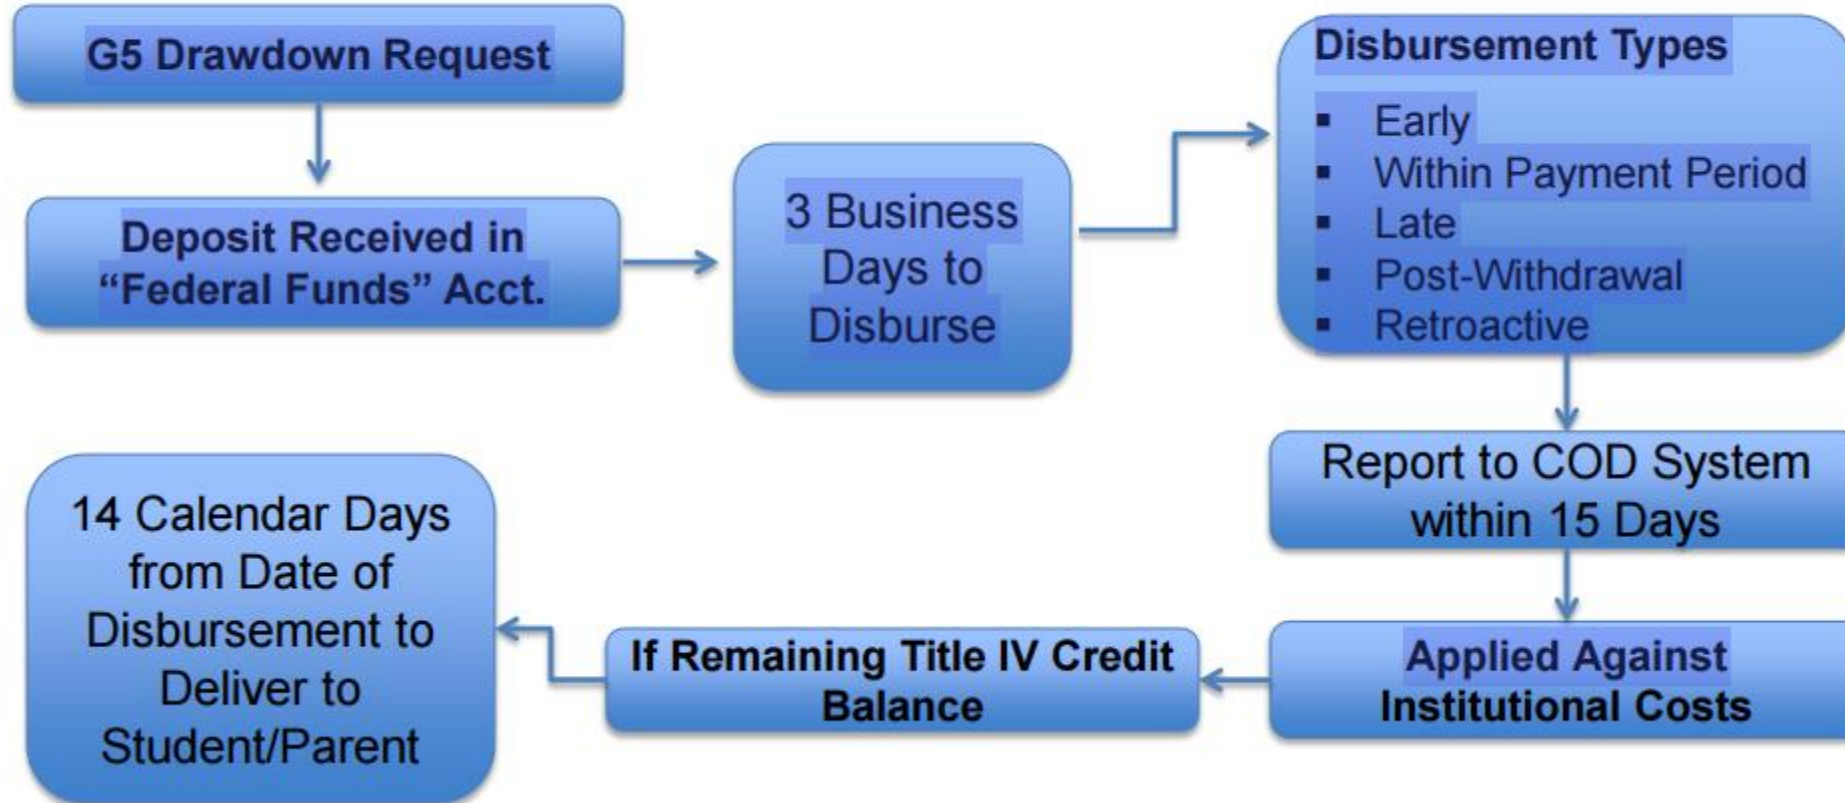 G5 Drawdown Request
Deposit Received in
“Federal Funds” Acct.
3 Business
Days to
Disburse
Disbursement Types
▪ Early
▪ Within Payment Period
▪ Late
▪ Post-Withdrawal
▪ Retroactive
Report to COD System
within 15 Days
Applied Against
Institutional Costs
If Remaining Title IV Credit
Balance
14 Calendar Days
from Date of
Disbursement to
Deliver to
Student/Parent